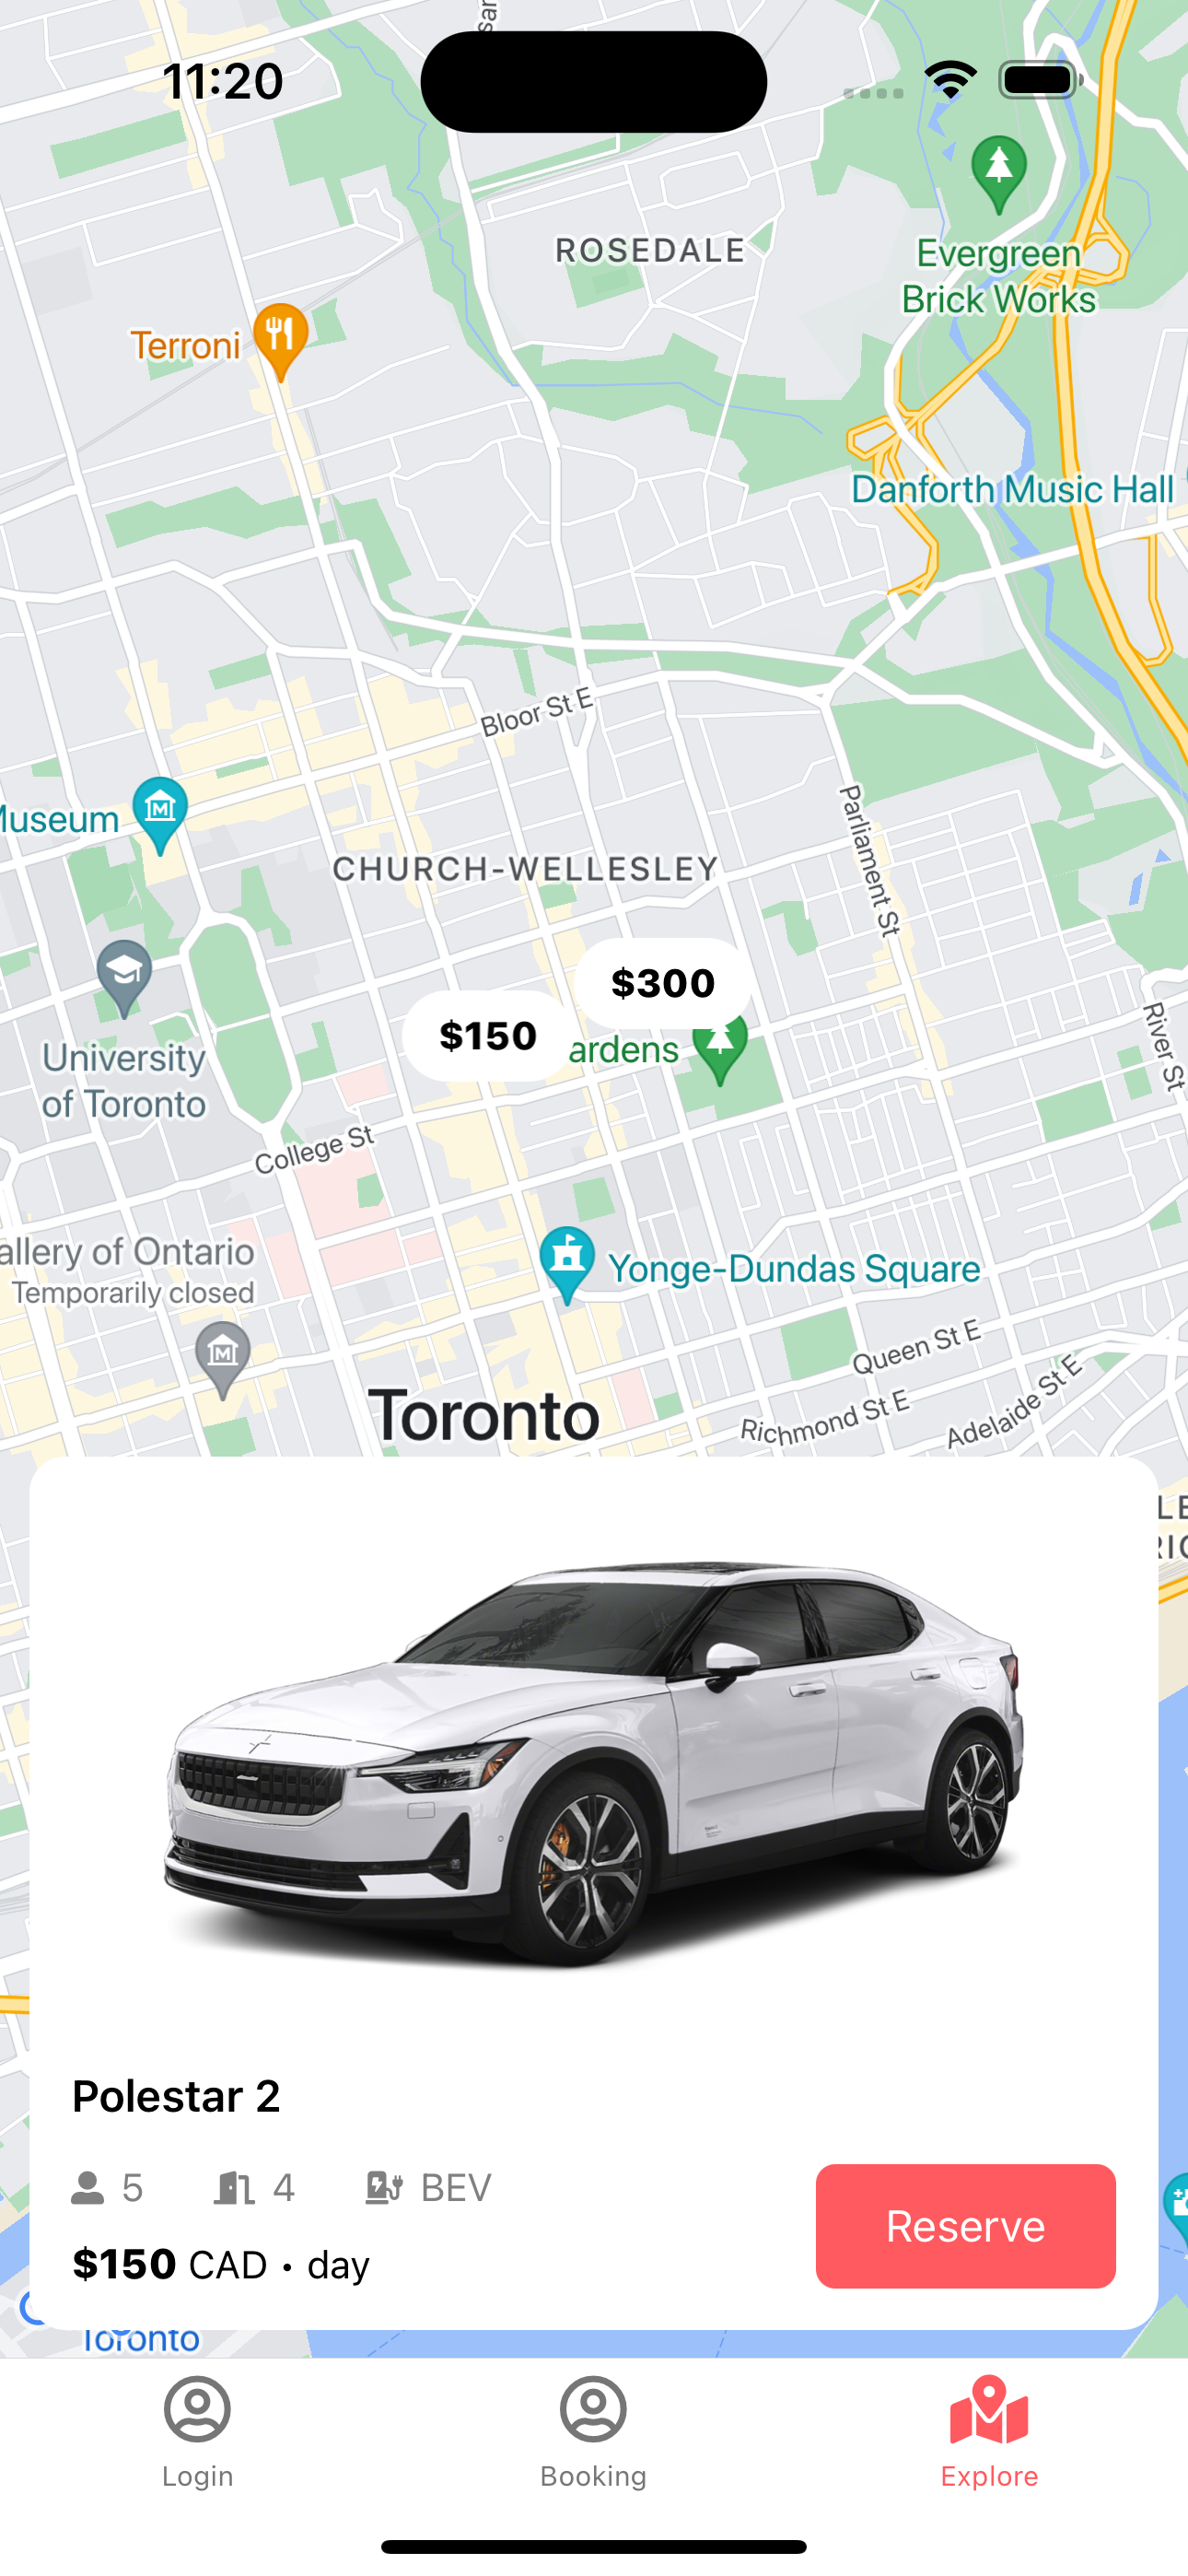 11:20
ROSEDALE
Evergreen
Brick Works
Terroni
Danforth Music Hall
Bloor St E
Museum
Parliament St
CHURCH-WELLESLEY
$300
$150
ardens
River St
University
of Toronto
College St
allery of Ontario
Temporarily closed
Yonge-Dundas Square
Queen St E
Toronto
Richmond St E
Adelaide St E
Polestar 2
5 4 BEV
Reserve
$150 CAD • day
Toronto
Login
Booking
Explore